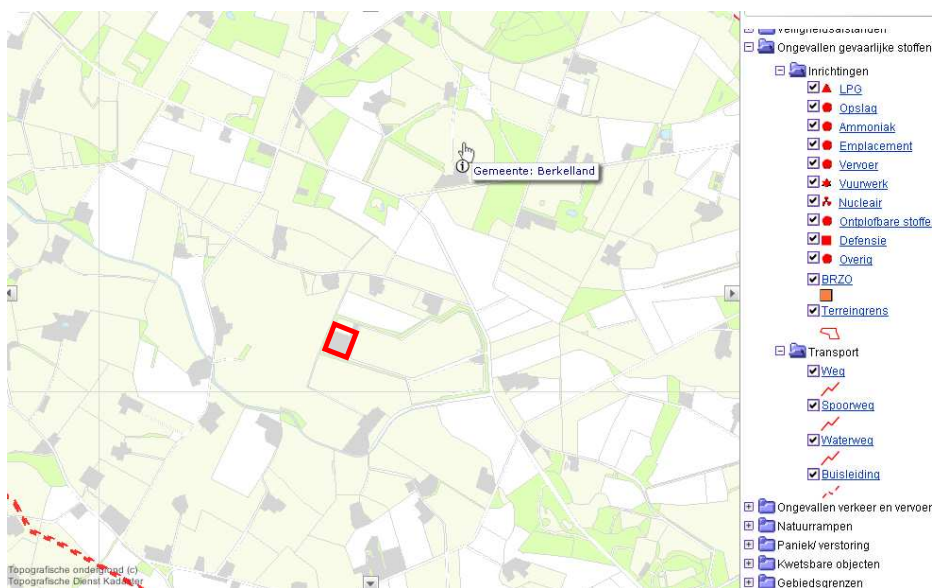 Gemeente: Berkelland
Topografische ondergrond (c)
Topografische Dienst Kadaster
Veiligheidsafstanden
Ongevallen gevaarlijke stoffen
Inrichtingen
LPG
Opslag
Ammoniak
Emplacement
Vervoer
Vuurwerk
Nucleair
Ontplofbare stoffe
Defensie
Overig
BRZO
Terreingrens
Transport
Weg
Spoorweg
Waterweg
Buisleiding
Ongevallen verkeer en vervoer
Natuurrampen
Paniek/ verstoring
Kwetsbare objecten
Gebiedsgrenzen